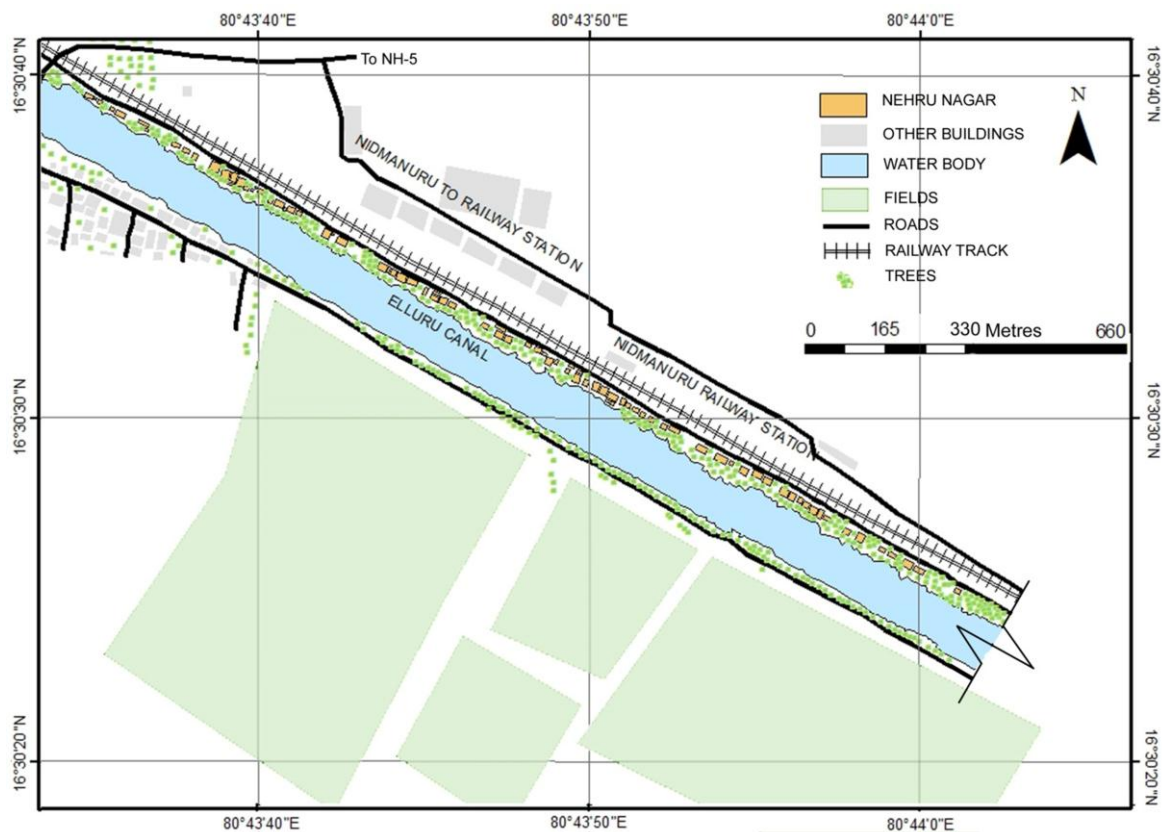 80°43'40"E
80°43'50"E
80°44'0"E
16°30'40"N
To NH-5
16°30'40"N
N
NEHRU NAGAR
OTHER BUILDINGS
WATER BODY
FIELDS
ROADS
RAILWAY TRACK
TREES
NIDMANURU TO RAILWAY STATION
0 165 330 Metres 660
ELLURU CANAL
NIDMANURU RAILWAY STATION
16°30'30"N
16°30'30"N
16°30'20"N
16°30'20"N
80°43'40"E
80°43'50"E
80°44'0"E